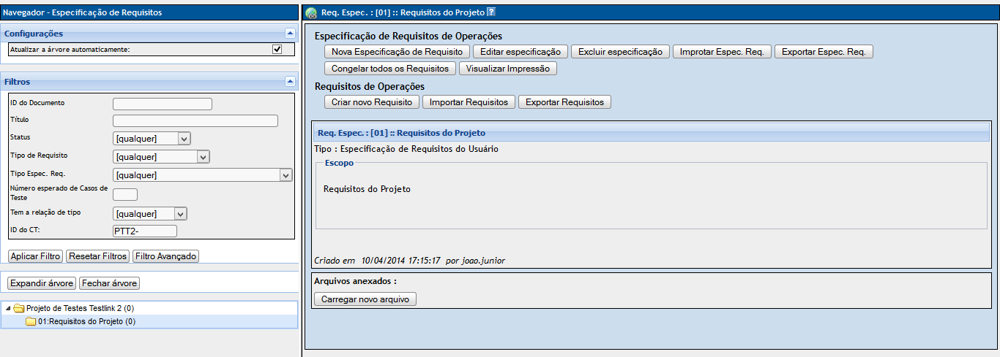 Navegador - Especificação de Requisitos
Configurações
Atualizar a árvore automaticamente:
Filtros
ID do Documento
Título
Status [qualquer]
Tipo de Requisito [qualquer]
Tipo Espec. Req. [qualquer]
Número esperado de Casos de
Teste
Tem a relação de tipo [qualquer]
ID do CT: PTT2-
Aplicar Filtro Resetar Filtros Filtro Avançado
Expandir árvore Fechar árvore
Projeto de Testes Testlink 2 (0)
01:Requisitos do Projeto (0)
Req. Espec. : [01] :: Requisitos do Projeto ?
Especificação de Requisitos de Operações
Nova Especificação de Requisito Editar especificação Excluir especificação Improtar Espec. Req. Exportar Espec. Req.
Congelar todos os Requisitos Visualizar Impressão
Requisitos de Operações
Criar novo Requisito Importar Requisitos Exportar Requisitos
Req. Espec. : [01] :: Requisitos do Projeto
Tipo : Especificação de Requisitos do Usuário
Escopo
Requisitos do Projeto
Criado em 10/04/2014 17:15:17 por joao.junior
Arquivos anexados :
Carregar novo arquivo